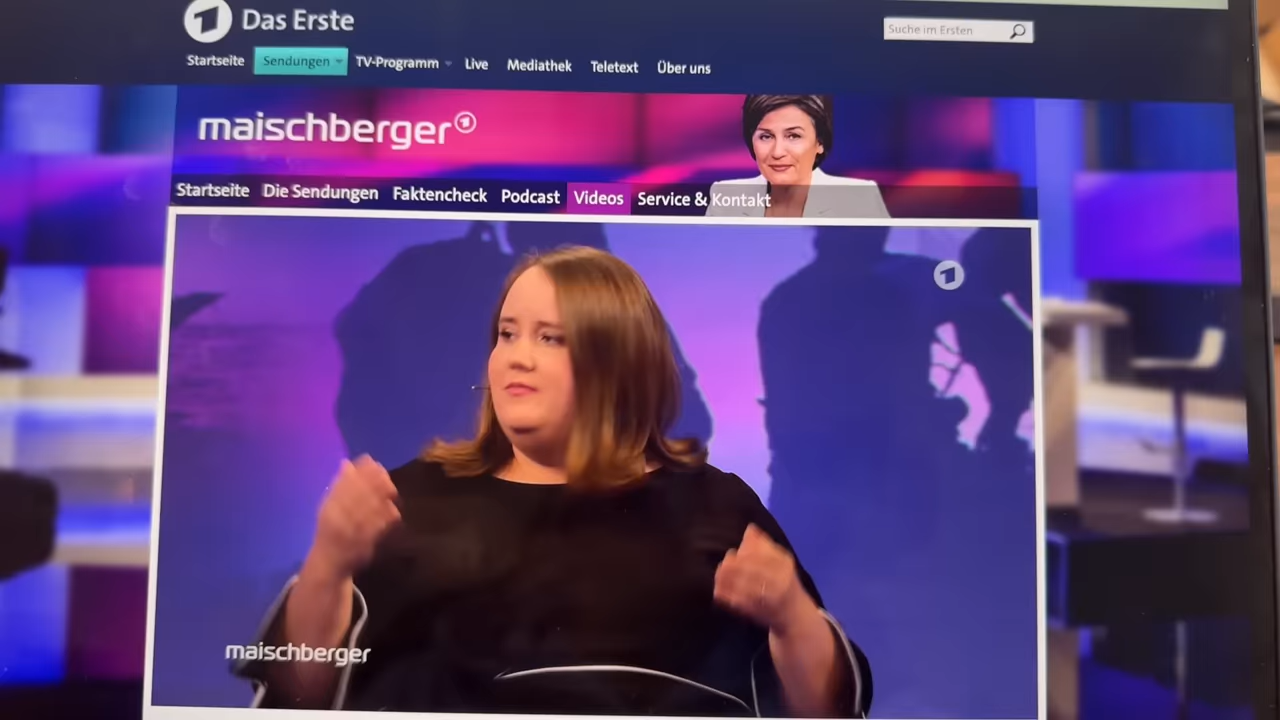 Das Erste
Suche im Ersten
Startseite Sendungen TV-Programm Live Mediathek Teletext Über uns
maischberger
Startseite Die Sendungen Faktencheck Podcast Videos Service & Kontakt
maischberger